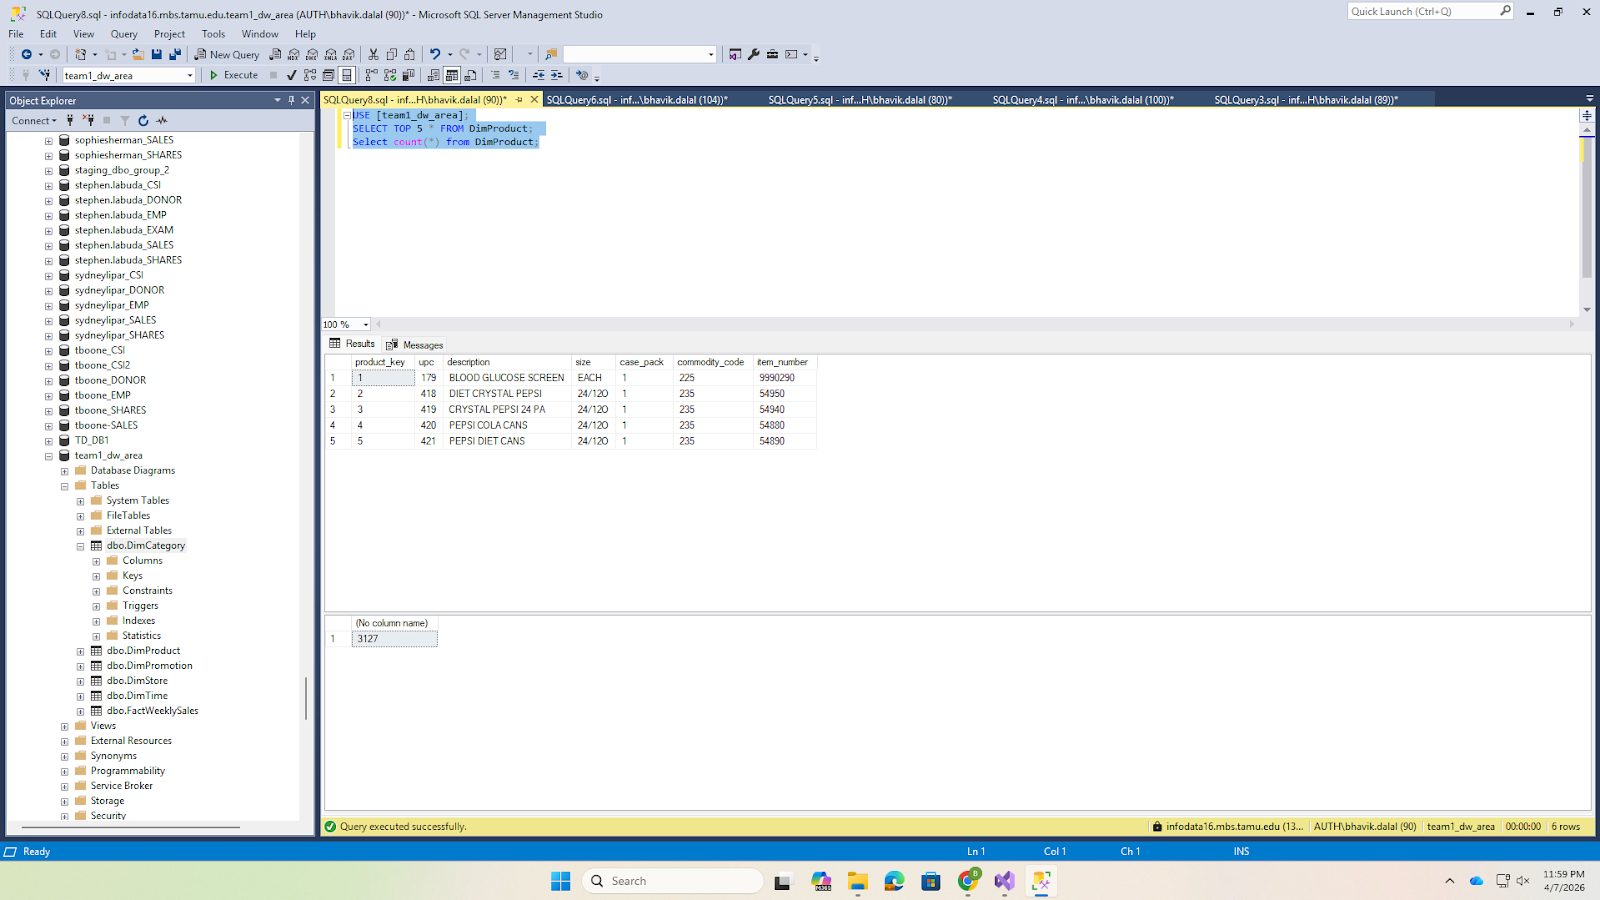 SQLQuery8.sql - infodata16.mbs.tamu.edu.team1_dw_area (AUTH\bhavik.dalal (90))* - Microsoft SQL Server Management Studio
Quick Launch (Ctrl+Q)
File Edit View Query Project Tools Window Help
New Query
team1_dw_area
Execute
Object Explorer
Connect
sophiesherman_SALES
sophiesherman_SHARES
staging_dbo_group_2
stephen.labuda_CSI
stephen.labuda_DONOR
stephen.labuda_EMP
stephen.labuda_EXAM
stephen.labuda_SALES
stephen.labuda_SHARES
sydneylipar_CSI
sydneylipar_DONOR
sydneylipar_EMP
sydneylipar_SALES
sydneylipar_SHARES
tboone_CSI
tboone_CSI2
tboone_DONOR
tboone_EMP
tboone_SHARES
tboone-SALES
TD_DB1
team1_dw_area
Database Diagrams
Tables
System Tables
FileTables
External Tables
dbo.DimCategory
Columns
Keys
Constraints
Triggers
Indexes
Statistics
dbo.DimProduct
dbo.DimPromotion
dbo.DimStore
dbo.DimTime
dbo.FactWeeklySales
Views
External Resources
Synonyms
Programmability
Service Broker
Storage
Security
SQLQuery8.sql - inf...H\bhavik.dalal (90))* SQLQuery6.sql - inf...\bhavik.dalal (104))* SQLQuery5.sql - inf...H\bhavik.dalal (80))* SQLQuery4.sql - inf...\bhavik.dalal (100))* SQLQuery3.sql - inf...H\bhavik.dalal (89))*
USE [team1_dw_area];
SELECT TOP 5 * FROM DimProduct;
Select count(*) from DimProduct;
100 %
Results Messages
product_key upc description size case_pack commodity_code item_number
1 1 179 BLOOD GLUCOSE SCREEN EACH 1 225 9990290
2 2 418 DIET CRYSTAL PEPSI 24/12O 1 235 54950
3 3 419 CRYSTAL PEPSI 24 PA 24/12O 1 235 54940
4 4 420 PEPSI COLA CANS 24/12O 1 235 54880
5 5 421 PEPSI DIET CANS 24/12O 1 235 54890
(No column name)
1 3127
Query executed successfully.
infodata16.mbs.tamu.edu (13... AUTH\bhavik.dalal (90) team1_dw_area 00:00:00 6 rows
Ready Ln 1 Col 1 Ch 1 INS
Search
11:59 PM
4/7/2026